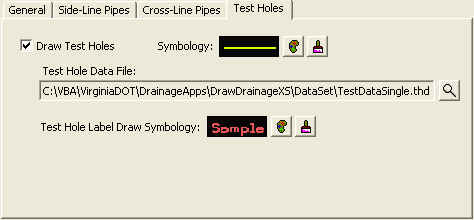 General Side-Line Pipes Cross-Line Pipes Test Holes
Draw Test Holes Symbology:
Test Hole Data File:
C:\VBA\VirginiaDOT\DrainageApps\DrawDrainageXS\DataSet\TestDataSingle.thd
Test Hole Label Draw Symbology: Sample